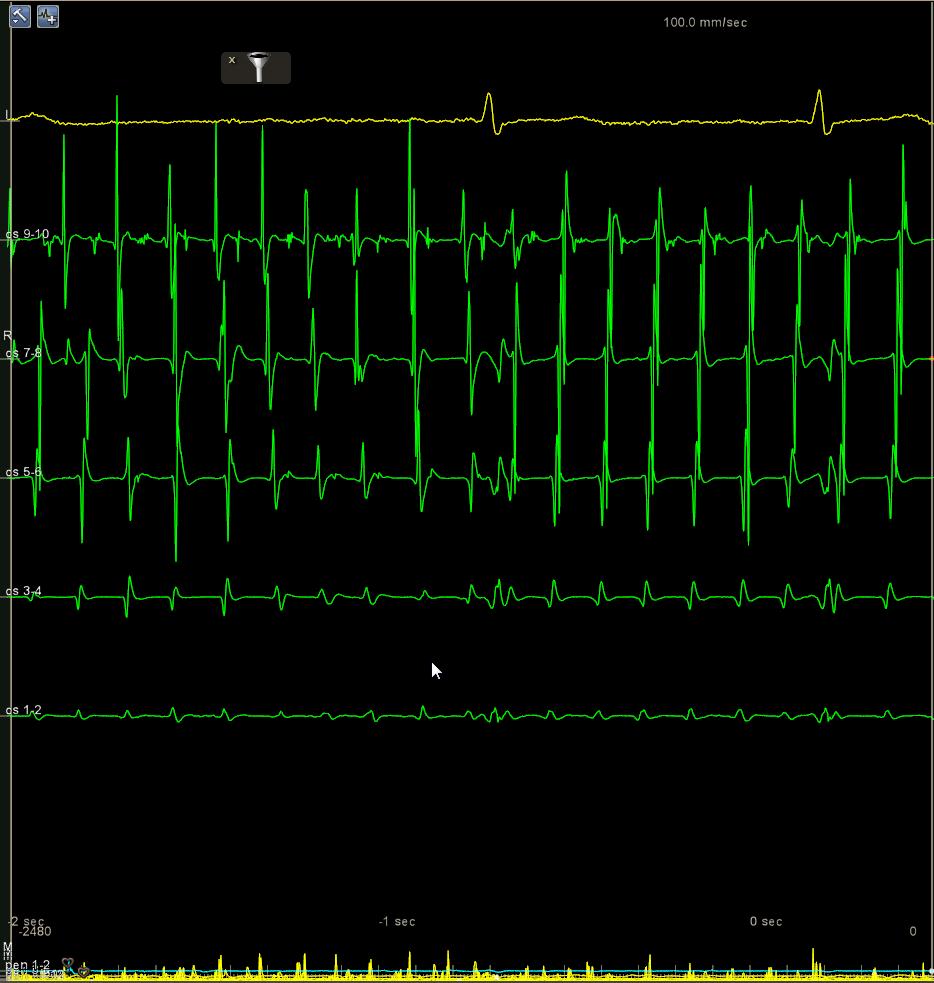 100.0 mm/sec
x
I
cs 9-10
R
cs 7-8
cs 5-6
cs 3-4
cs 1-2
-2 sec -1 sec 0 sec
-2480 0
M
pen 1-2